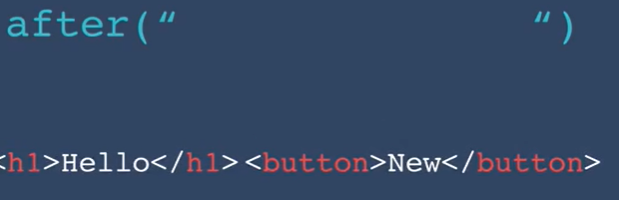 after(“ “)
<h1>Hello</h1><button>New</button>